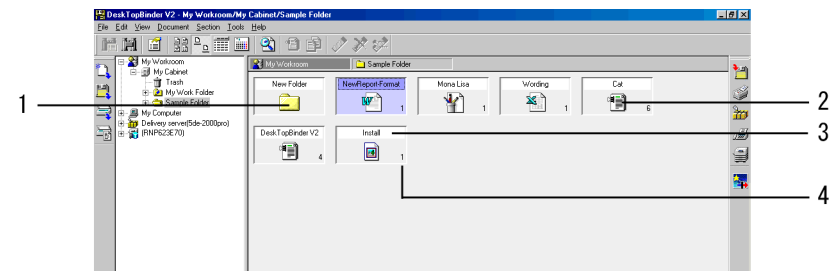 DeskTopBinder V2 - My Workroom/My Cabinet/Sample Folder
File Edit View Document Section Tools Help
My Workroom
My Cabinet
Trash
My Work Folder
Sample Folder
My Computer
Delivery server(5de-2000pro)
(RNP623E70)
My Workroom Sample Folder
New Folder NewReport-Format Mona Lisa Wording Cat
1 1 1 6
DeskTopBinder V2 Install
4 1
1
2
3
4